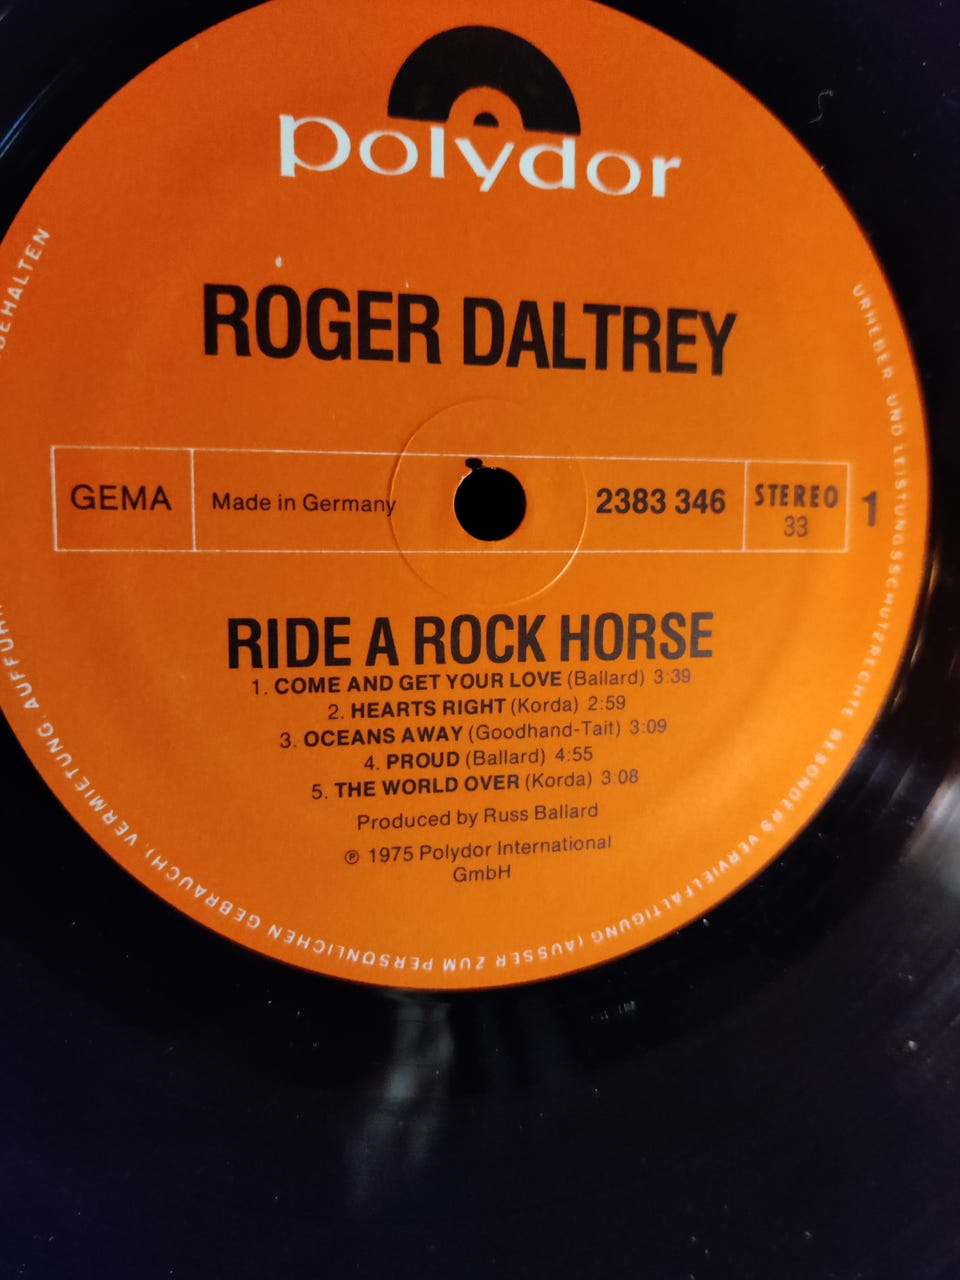 polydor
ROGER DALTREY
GEMA
Made in Germany
2383 346
STEREO
33
1
RIDE A ROCK HORSE
1. COME AND GET YOUR LOVE (Ballard) 3:39
2. HEARTS RIGHT (Korda) 2:59
3. OCEANS AWAY (Goodhand-Tait) 3:09
4. PROUD (Ballard) 4:55
5. THE WORLD OVER (Korda) 3:08
Produced by Russ Ballard
℗ 1975 Polydor International
GmbH
URHEBER UND LEISTUNGSSCHUTZRECHTE BESONDERS VERVIELFÄLTIGUNG (AUSSER ZUM PERSÖNLICHEN GEBRAUCH), VERMIETUNG, AUFFÜH
BEHALTEN